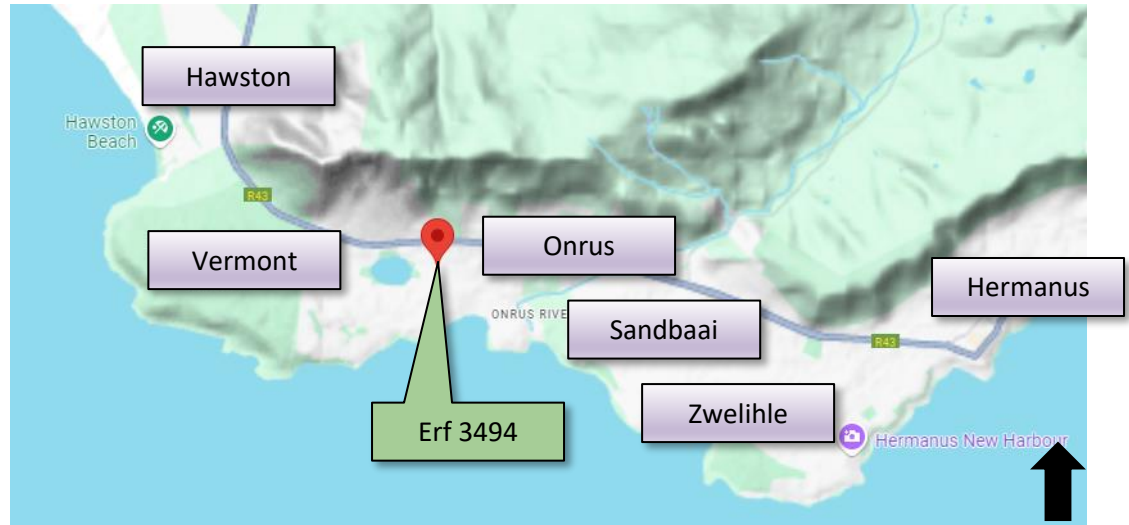 Hawston
Hawston
Beach
R43
Vermont
Onrus
Hermanus
ONRUS RIVE
Sandbaai
R43
Zwelihle
Erf 3494
Hermanus New Harbour